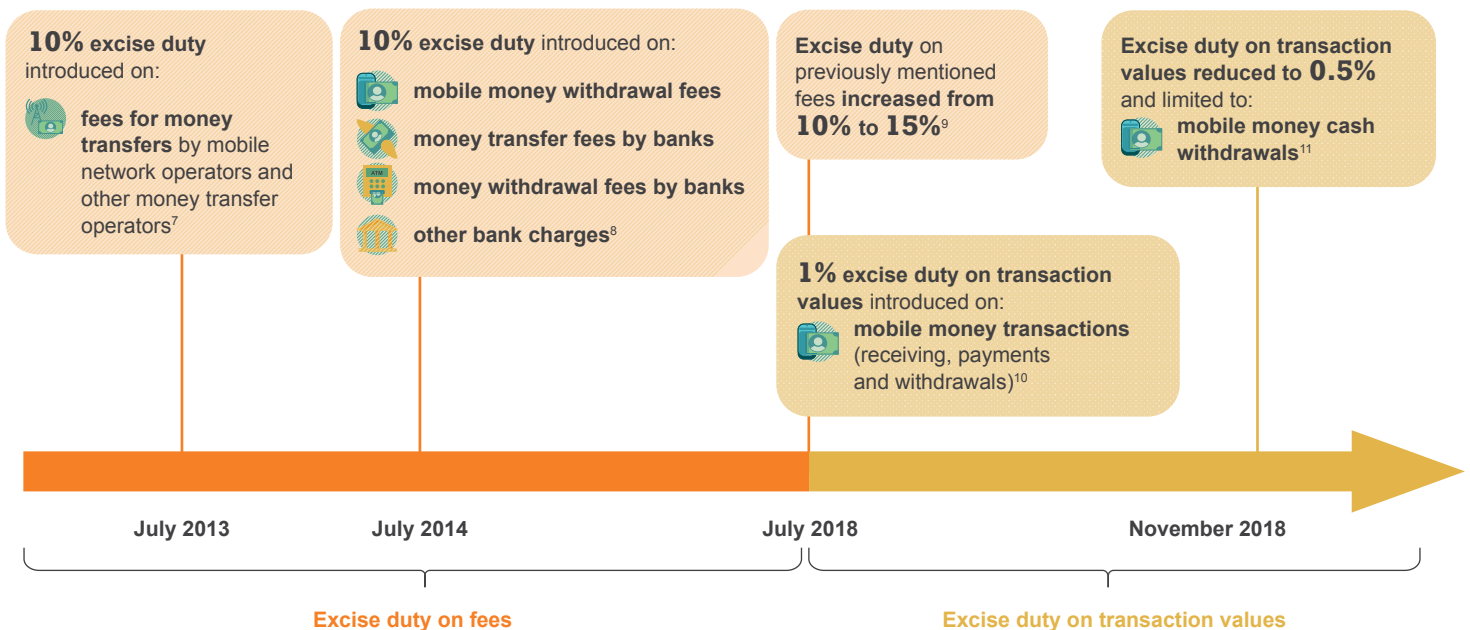 10% excise duty
introduced on:
fees for money
transfers by mobile
network operators and
other money transfer
operators7
10% excise duty introduced on:
mobile money withdrawal fees
money transfer fees by banks
ATM
money withdrawal fees by banks
other bank charges8
Excise duty on
previously mentioned
fees increased from
10% to 15%9
1% excise duty on transaction
values introduced on:
mobile money transactions
(receiving, payments
and withdrawals)10
Excise duty on transaction
values reduced to 0.5%
and limited to:
mobile money cash
withdrawals11
July 2013
July 2014
July 2018
November 2018
Excise duty on fees
Excise duty on transaction values